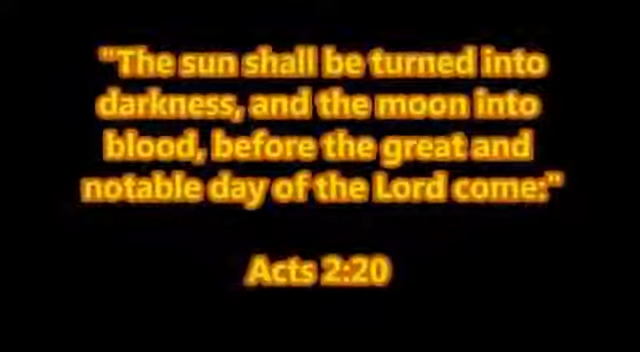 "The sun shall be turned into
darkness, and the moon into
blood, before the great and
notable day of the Lord come:"
Acts 2:20